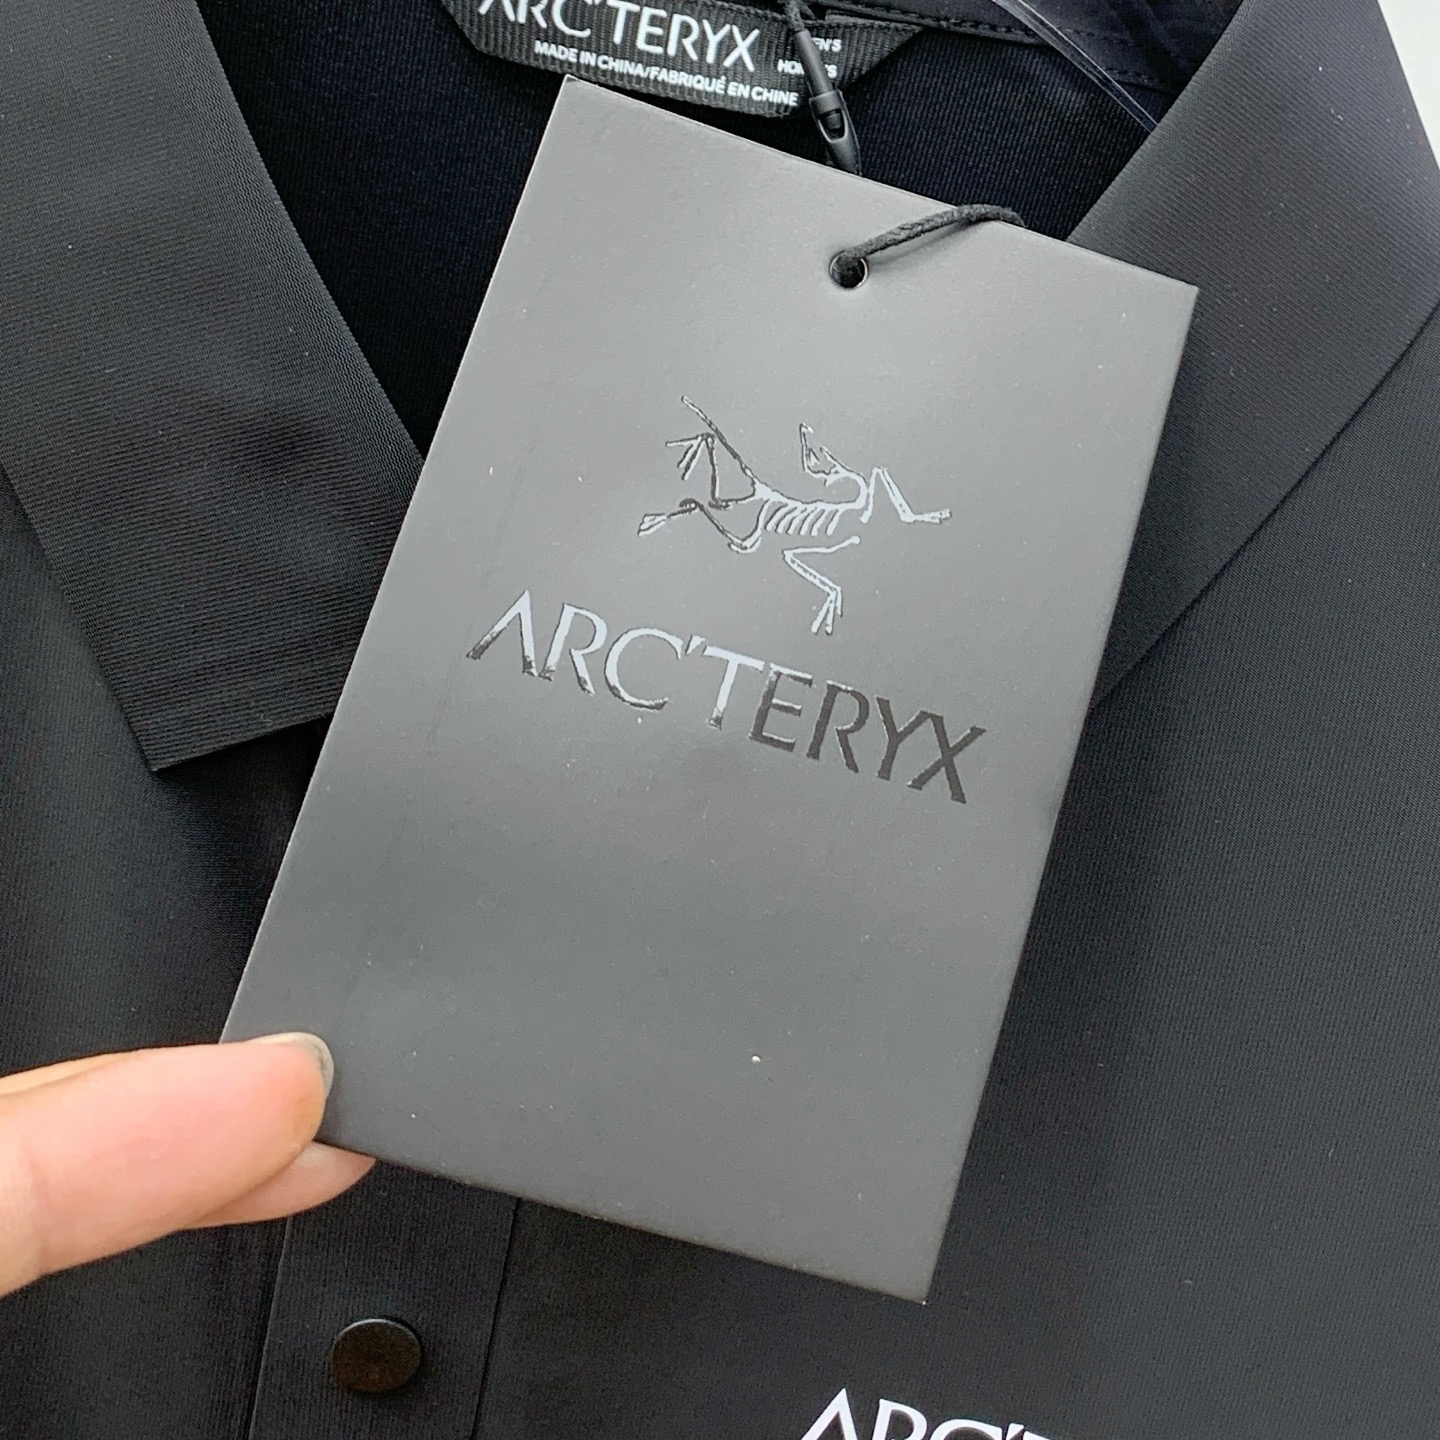 ARC'TERYX
MADE IN CHINA/FABRIQUÉ EN CHINE
ARC'TERYX